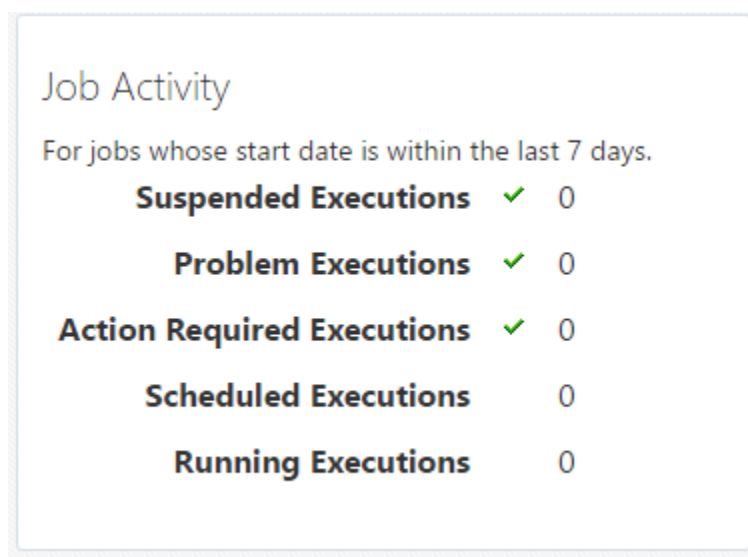 Job Activity
For jobs whose start date is within the last 7 days.
Suspended Executions 0
Problem Executions 0
Action Required Executions 0
Scheduled Executions 0
Running Executions 0